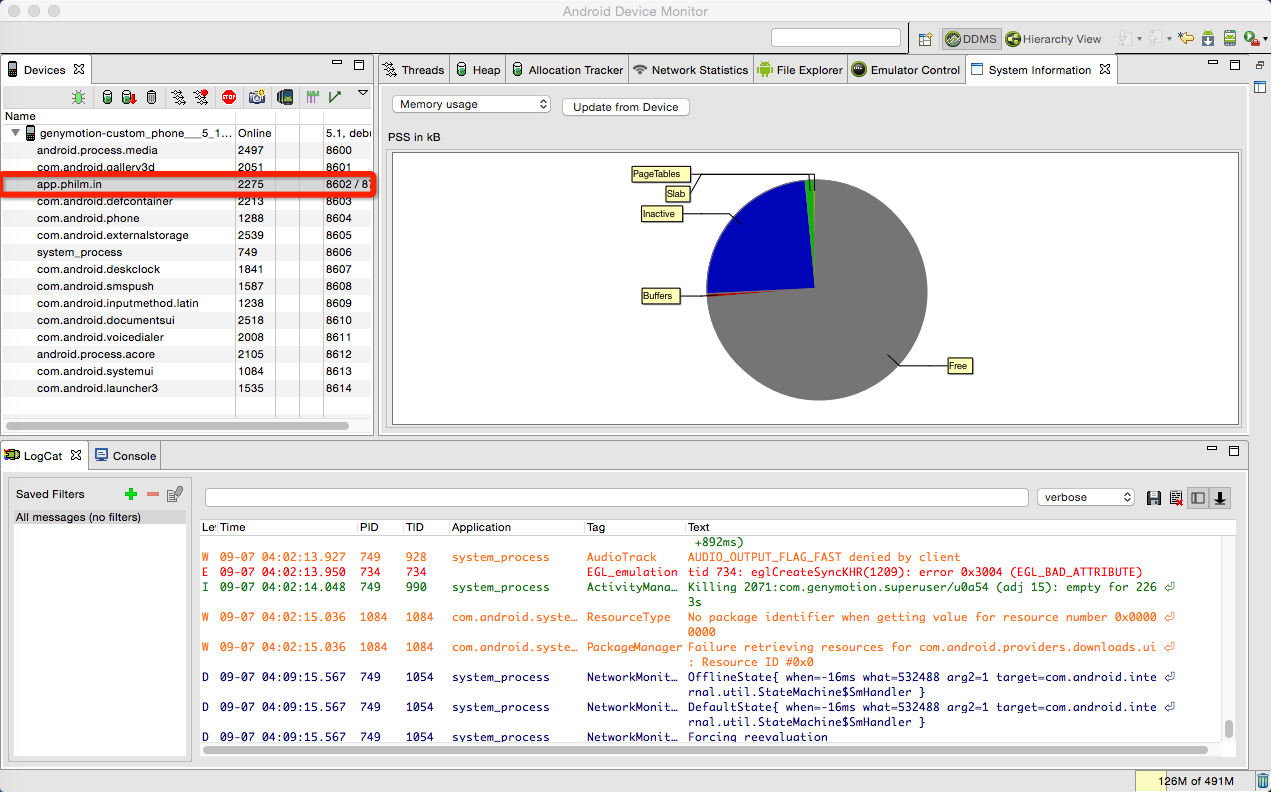 Android Device Monitor
DDMS Hierarchy View
Devices
Name
genymotion-custom_phone___5_1... Online 5.1, debu
android.process.media 2497 8600
com.android.gallery3d 2051 8601
app.philm.in 2275 8602 / 87
com.android.defcontainer 2213 8603
com.android.phone 1288 8604
com.android.externalstorage 2539 8605
system_process 749 8606
com.android.deskclock 1841 8607
com.android.smspush 1587 8608
com.android.inputmethod.latin 1238 8609
com.android.documentsui 2518 8610
com.android.voicedialer 2008 8611
android.process.acore 2105 8612
com.android.systemui 1084 8613
com.android.launcher3 1535 8614
Threads Heap Allocation Tracker Network Statistics File Explorer Emulator Control System Information
Memory usage Update from Device
PSS in kB
PageTables
Slab
Inactive
Buffers
Free
LogCat Console
Saved Filters
All messages (no filters)
verbose
Le Time PID TID Application Tag Text
+892ms)
W 09-07 04:02:13.927 749 928 system_process AudioTrack AUDIO_OUTPUT_FLAG_FAST denied by client
E 09-07 04:02:13.950 734 734 EGL_emulation tid 734: eglCreateSyncKHR(1209): error 0x3004 (EGL_BAD_ATTRIBUTE)
I 09-07 04:02:14.048 749 990 system_process ActivityMana... Killing 2071:com.genymotion.superuser/u0a54 (adj 15): empty for 226
3s
W 09-07 04:02:15.036 1084 1084 com.android.syste... ResourceType No package identifier when getting value for resource number 0x0000
0000
W 09-07 04:02:15.036 1084 1084 com.android.syste... PackageManager Failure retrieving resources for com.android.providers.downloads.ui
: Resource ID #0x0
D 09-07 04:09:15.567 749 1054 system_process NetworkMonit... OfflineState{ when=-16ms what=532488 arg2=1 target=com.android.inte
rnal.util.StateMachine$SmHandler }
D 09-07 04:09:15.567 749 1054 system_process NetworkMonit... DefaultState{ when=-16ms what=532488 arg2=1 target=com.android.inte
rnal.util.StateMachine$SmHandler }
D 09-07 04:09:15.567 749 1054 system_process NetworkMonit... Forcing reevaluation
126M of 491M